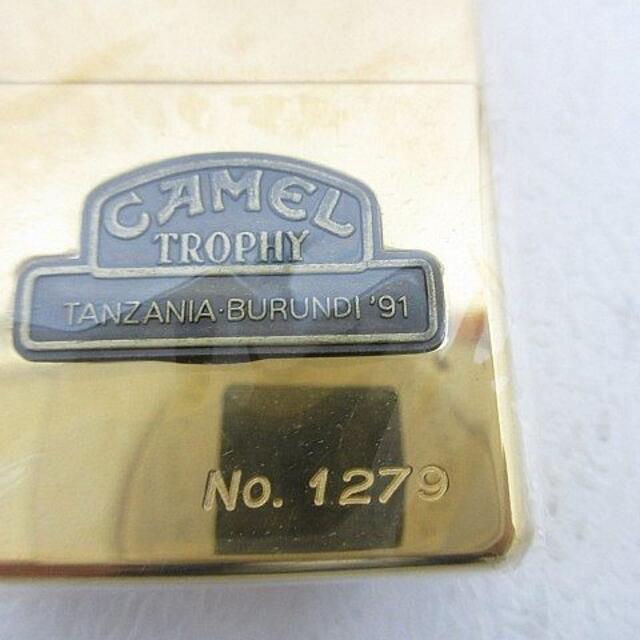 CAMEL
TROPHY
TANZANIA·BURUNDI '91
No. 1279